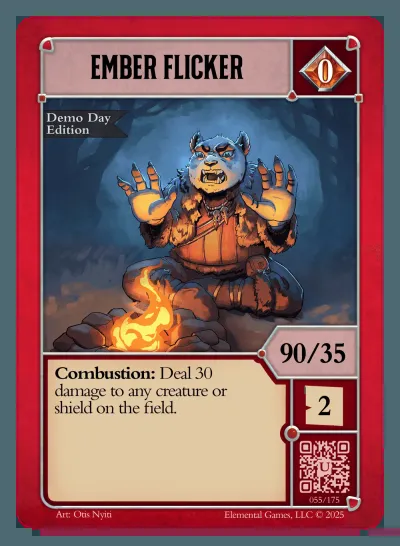 EMBER FLICKER
0
Demo Day
Edition
90/35
Combustion: Deal 30
damage to any creature or
shield on the field.
2
U
055/175
Art: Otis Nyiti
Elemental Games, LLC © 2025